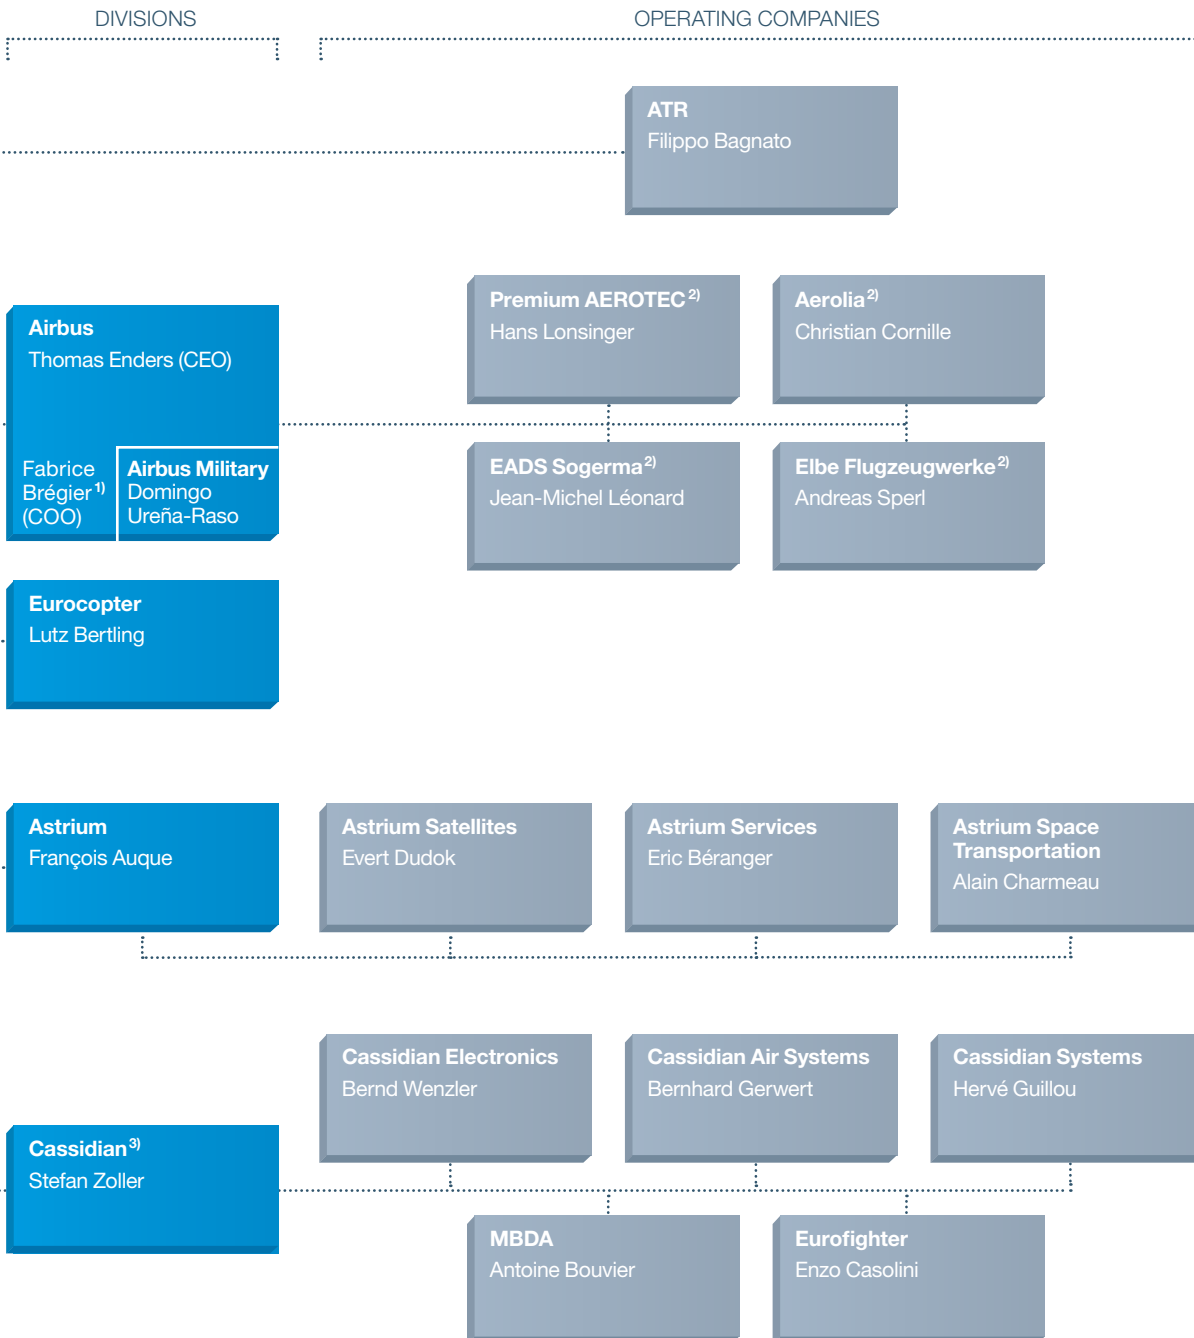 DIVISIONS
OPERATING COMPANIES
ATR
Filippo Bagnato
Premium AEROTEC 2)
Hans Lonsinger
Aerolia 2)
Christian Cornille
Airbus
Thomas Enders (CEO)
Fabrice
Brégier 1)
(COO)
Airbus Military
Domingo
Ureña-Raso
EADS Sogerma 2)
Jean-Michel Léonard
Elbe Flugzeugwerke 2)
Andreas Sperl
Eurocopter
Lutz Bertling
Astrium
François Auque
Astrium Satellites
Evert Dudok
Astrium Services
Eric Béranger
Astrium Space
Transportation
Alain Charmeau
Cassidian Electronics
Bernd Wenzler
Cassidian Air Systems
Bernhard Gerwert
Cassidian Systems
Hervé Guillou
Cassidian 3)
Stefan Zoller
MBDA
Antoine Bouvier
Eurofighter
Enzo Casolini